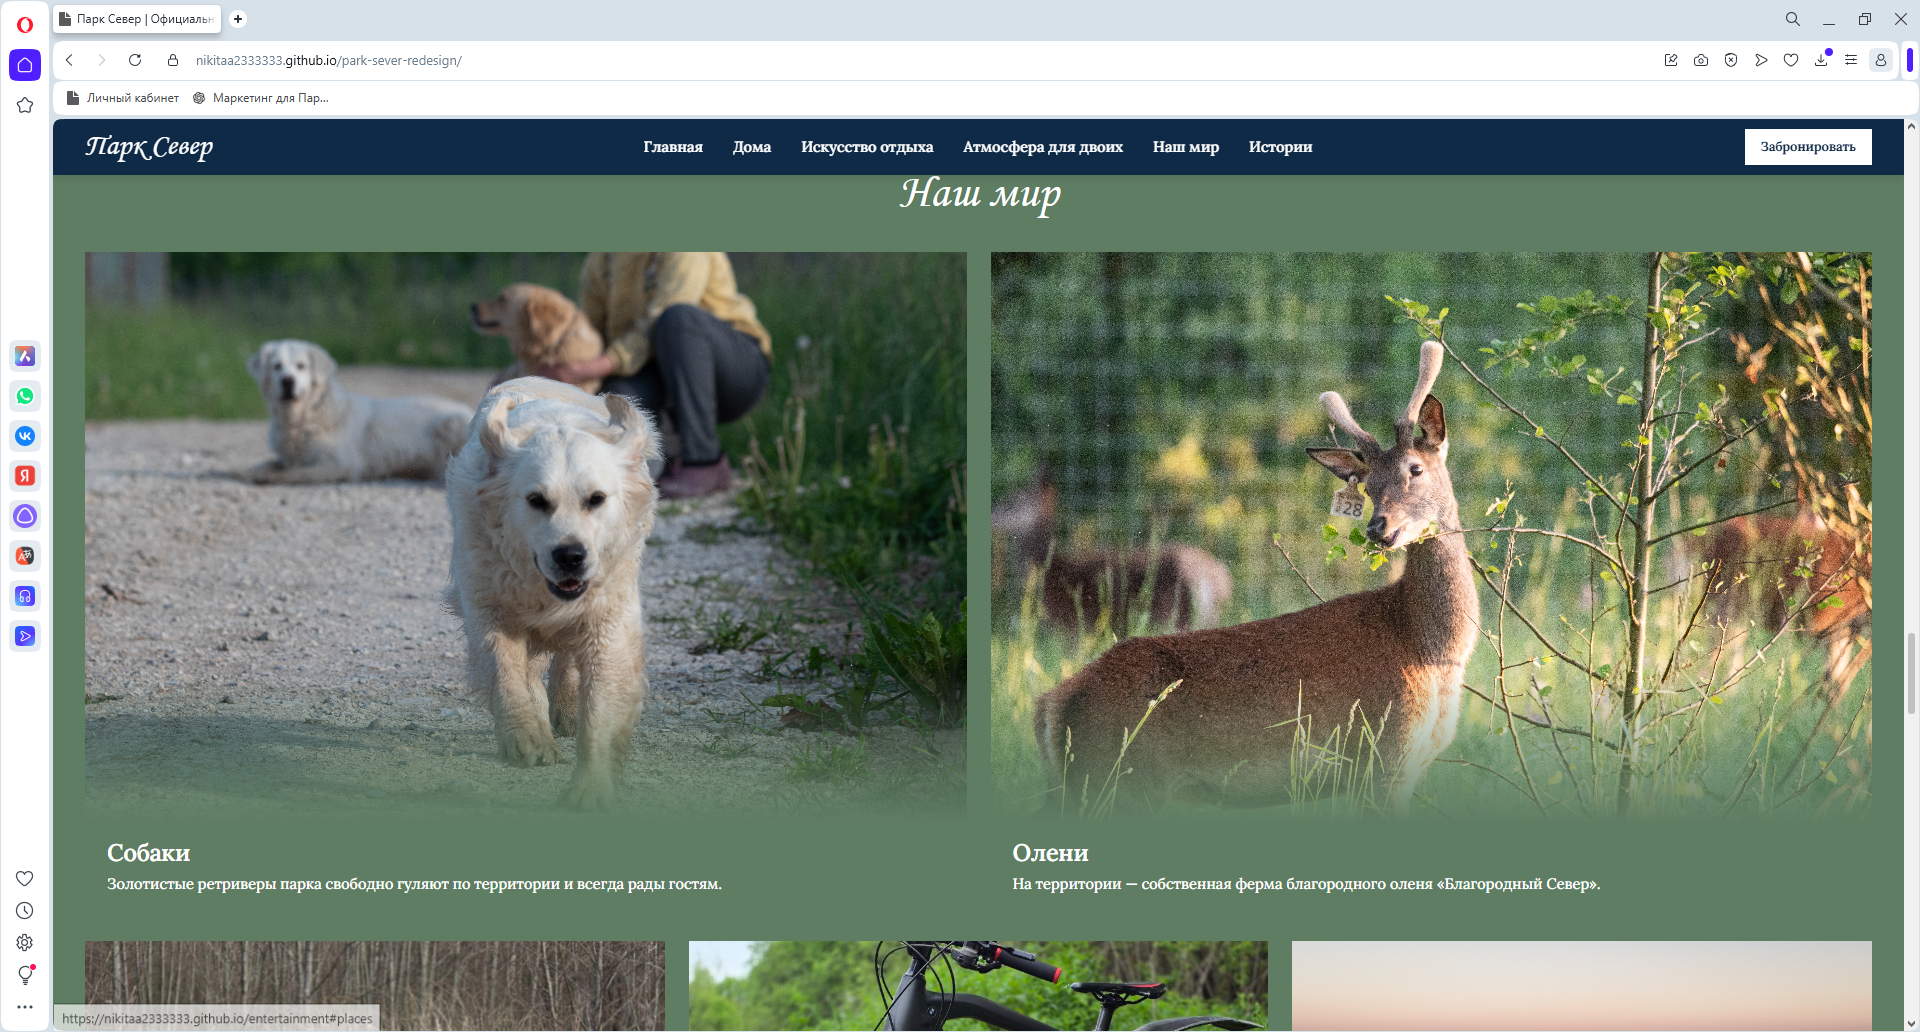 Парк Север | Официальн
nikitaa2333333.github.io/park-sever-redesign/
Личный кабинет
Маркетинг для Пар...
Парк Север
Главная
Дома
Искусство отдыха
Атмосфера для двоих
Наш мир
Истории
Забронировать
Наш мир
28
Собаки
Золотистые ретриверы парка свободно гуляют по территории и всегда рады гостям.
Олени
На территории — собственная ферма благородного оленя «Благородный Север».
https://nikitaa2333333.github.io/entertainment#places